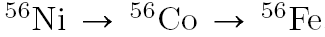 ⁵⁶Ni → ⁵⁶Co → ⁵⁶Fe